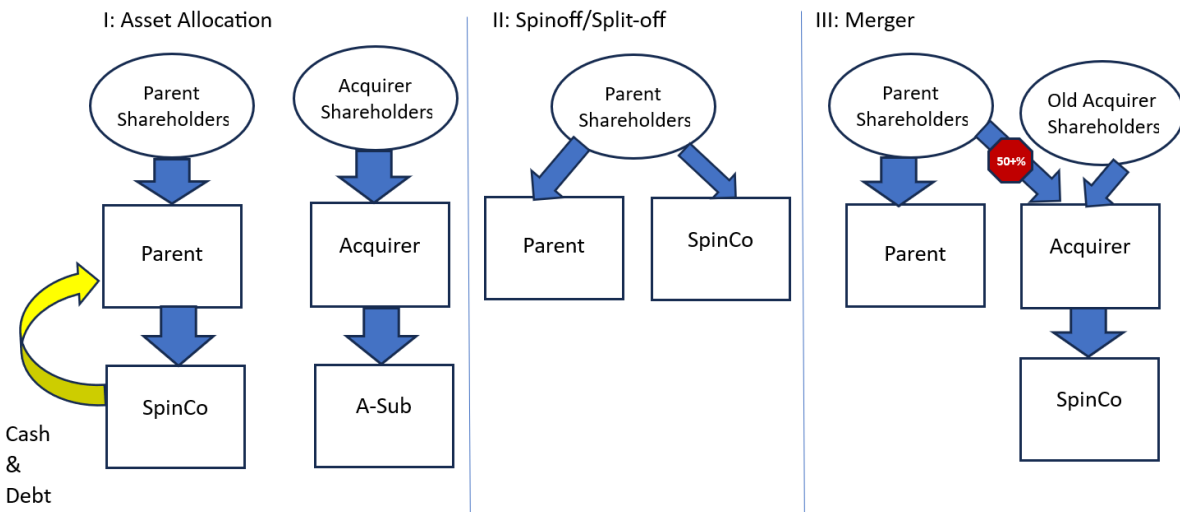 I: Asset Allocation
Parent
Shareholders
Acquirer
Shareholders
Parent
Acquirer
SpinCo
A-Sub
Cash
&
Debt
II: Spinoff/Split-off
Parent
Shareholders
Parent
SpinCo
III: Merger
Parent
Shareholders
Old Acquirer
Shareholders
50+%
Parent
Acquirer
SpinCo